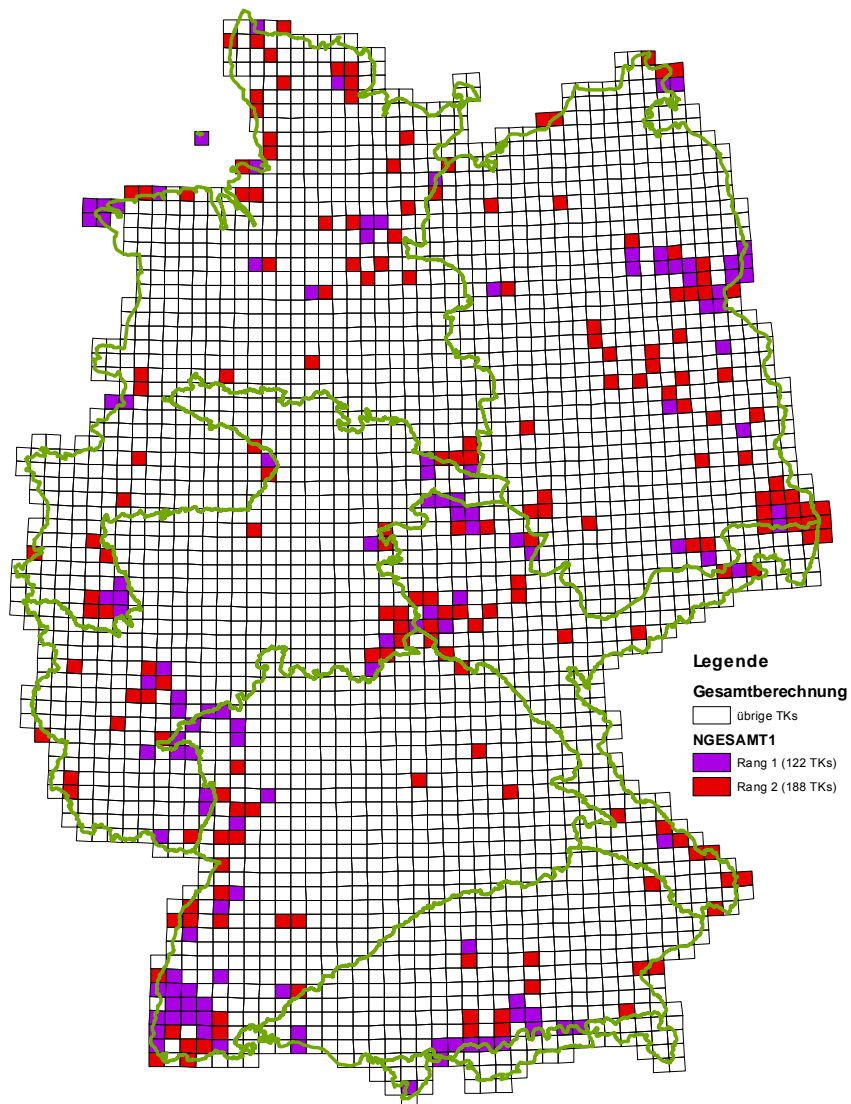 Legende
Gesamtberechnung
übrige TKs
NGESAMT1
Rang 1 (122 TKs)
Rang 2 (188 TKs)